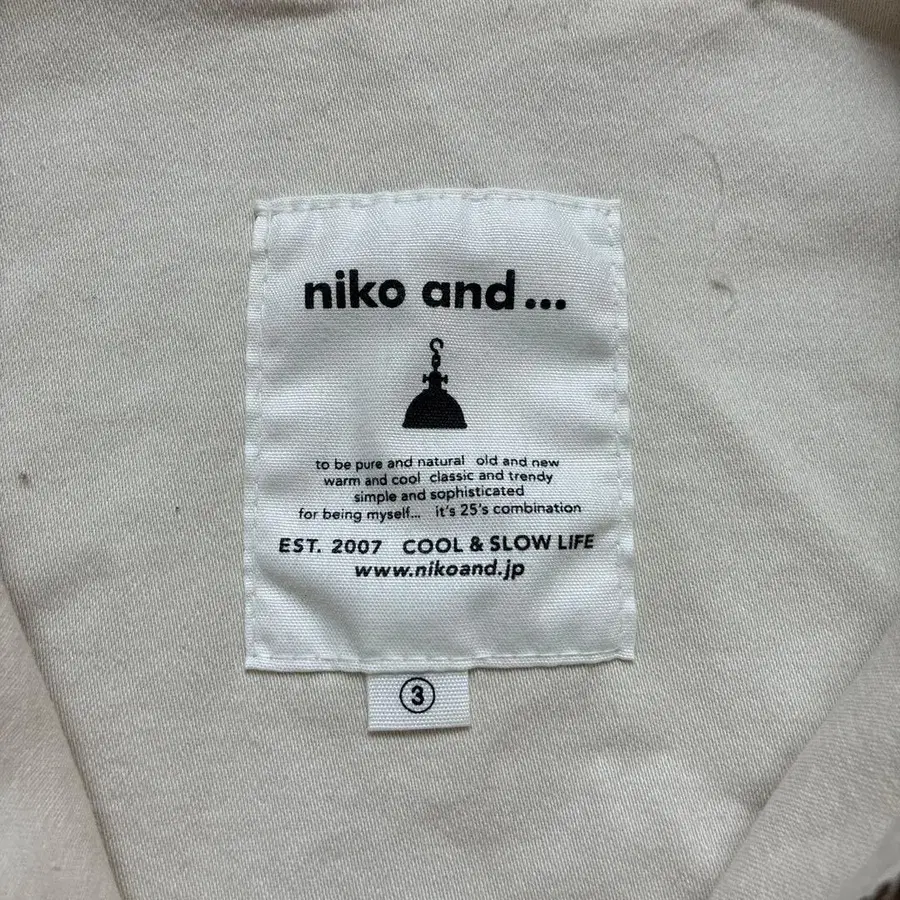 niko and...
to be pure and natural old and new
warm and cool classic and trendy
simple and sophisticated
for being myself... it's 25's combination
EST. 2007 COOL & SLOW LIFE
www.nikoand.jp
③